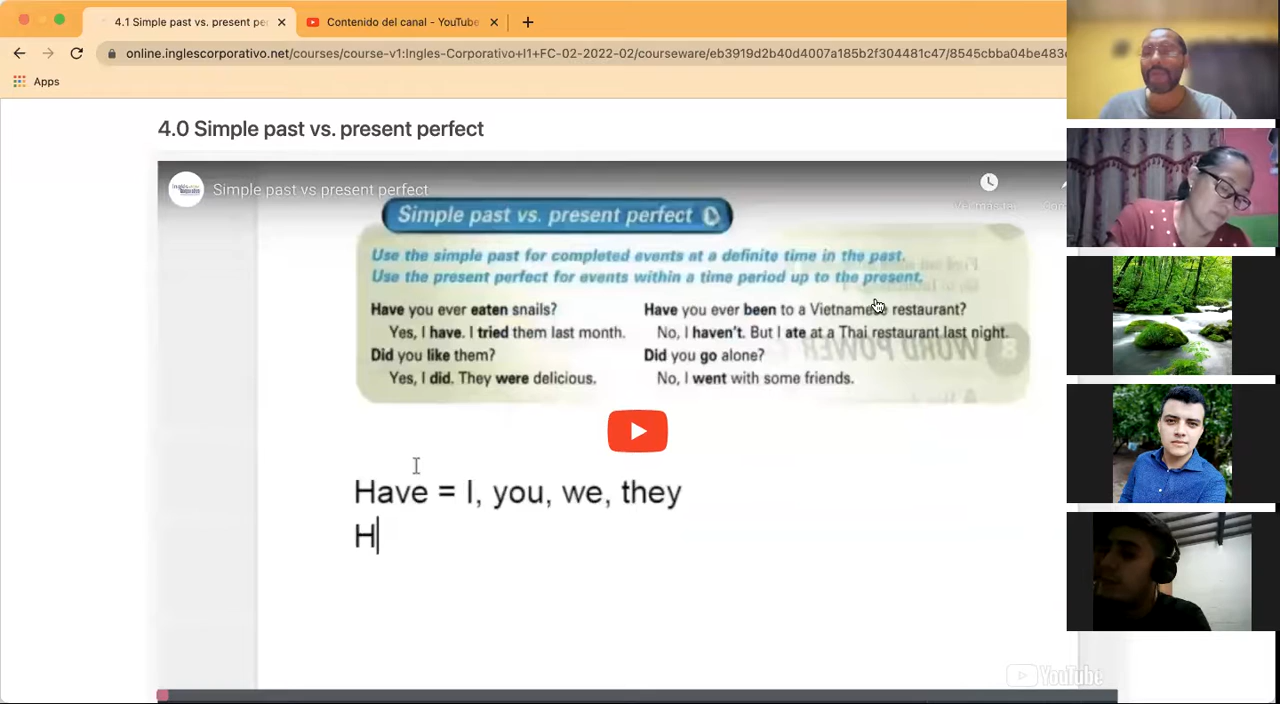 4.1 Simple past vs. present per
Contenido del canal - YouTube
online.inglescorporativo.net/courses/course-v1:Ingles-Corporativo+I1+FC-02-2022-02/courseware/eb3919d2b40d4007a185b2f304481c47/8545cbba04be483
Apps
4.0 Simple past vs. present perfect
Simple past vs present perfect
Simple past vs. present perfect
Use the simple past for completed events at a definite time in the past.
Use the present perfect for events within a time period up to the present.
Have you ever eaten snails?
Yes, I have. I tried them last month.
Did you like them?
Yes, I did. They were delicious.
Have you ever been to a Vietnamese restaurant?
No, I haven't. But I ate at a Thai restaurant last night.
Did you go alone?
No, I went with some friends.
8 WORD POWER
Have = I, you, we, they
H
YouTube